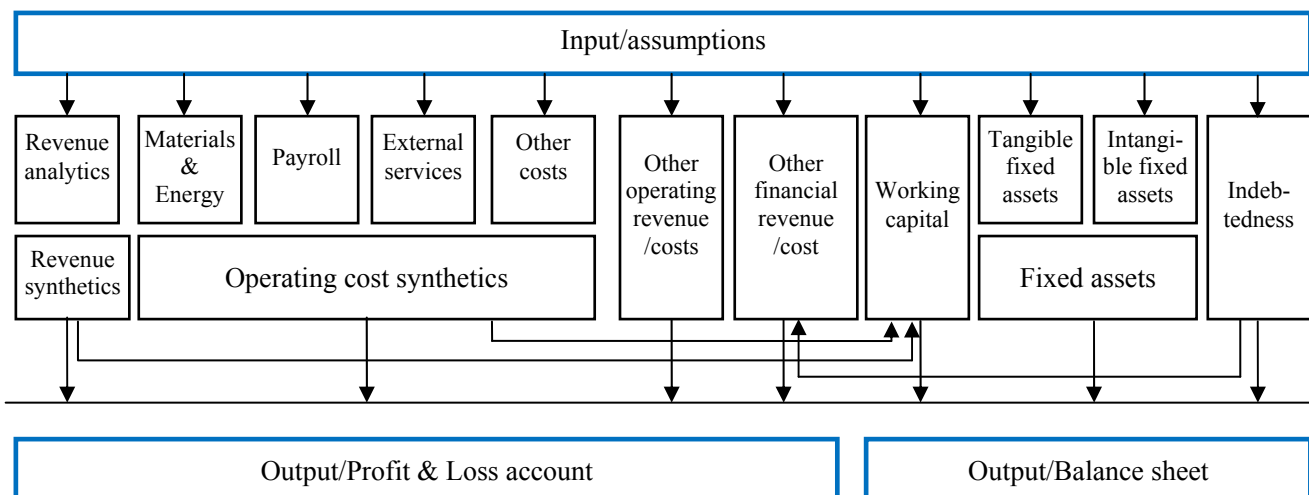 Input/assumptions
Revenue
analytics
Materials
&
Energy
Payroll
External
services
Other
costs
Other
operating
revenue
/costs
Other
financial
revenue
/cost
Working
capital
Tangible
fixed
assets
Intangi-
ble fixed
assets
Indeb-
tedness
Revenue
synthetics
Operating cost synthetics
Fixed assets
Output/Profit & Loss account
Output/Balance sheet